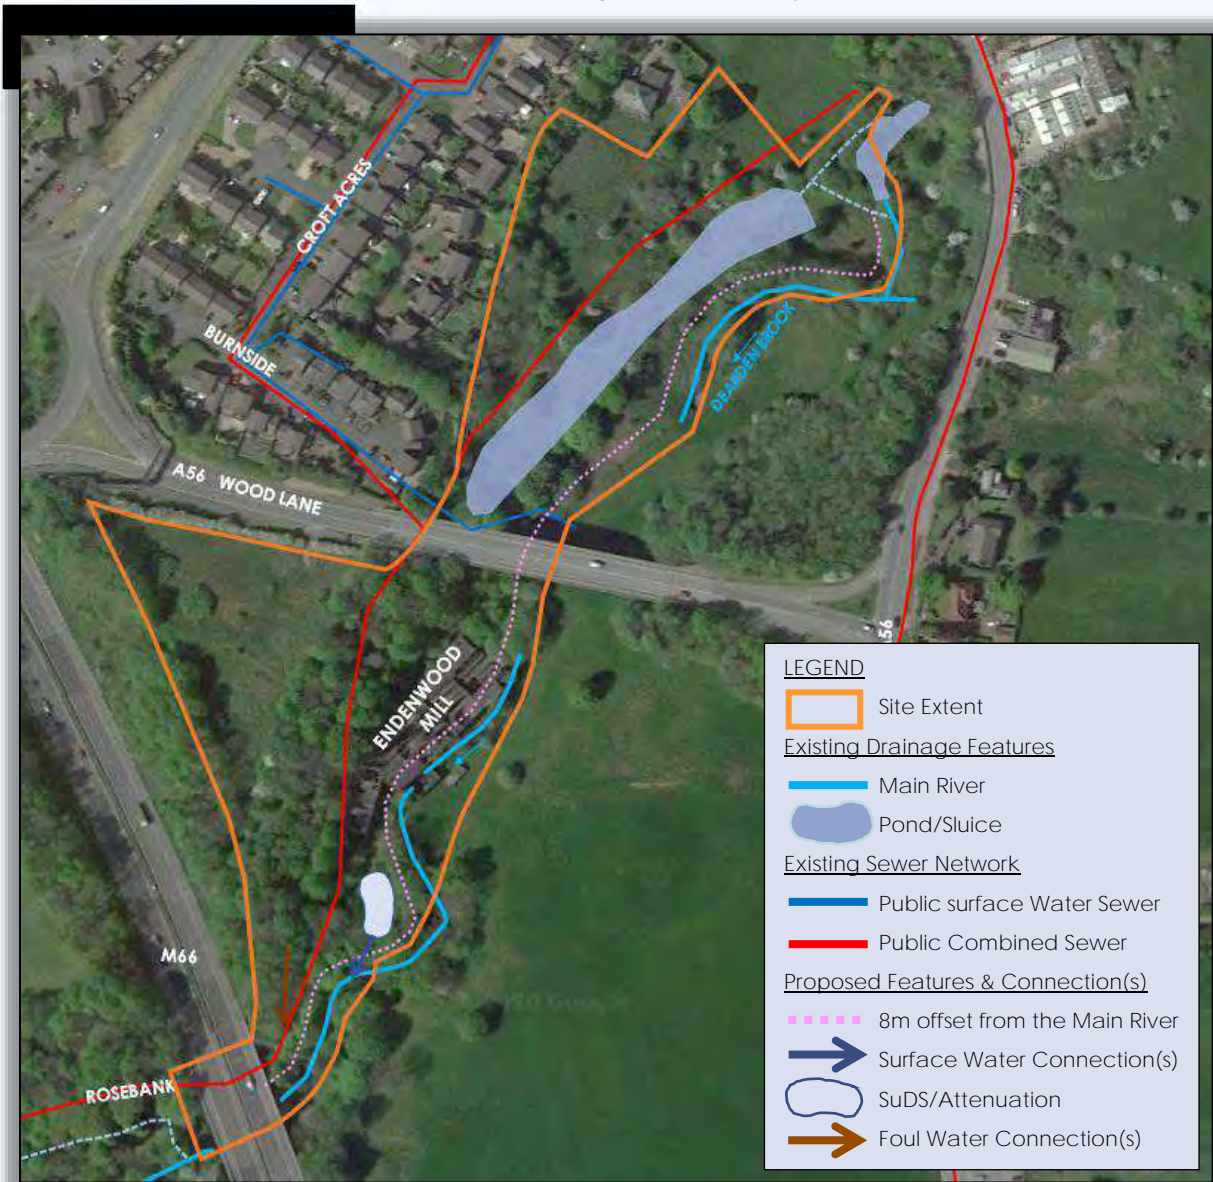 CROFT ACRES
BURNSIDE
A56 WOOD LANE
DEARDEN BROOK
ENDENWOOD
MILL
M66
ROSEBANK
LEGEND
Site Extent
Existing Drainage Features
Main River
Pond/Sluice
Existing Sewer Network
Public surface Water Sewer
Public Combined Sewer
Proposed Features & Connection(s)
8m offset from the Main River
Surface Water Connection(s)
SuDS/Attenuation
Foul Water Connection(s)